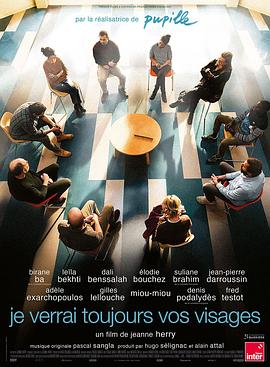 par la réalisatrice de pupille
birane ba
leïla bekhti
dali benssalah
élodie bouchez
suliane brahim
jean-pierre darroussin
adèle exarchopoulos
gilles lellouche
miou-miou
denis podalydès
fred testot
je verrai toujours vos visages
un film de jeanne herry
musique originale pascal sangla produit par hugo sélignac et alain attal
france
inter